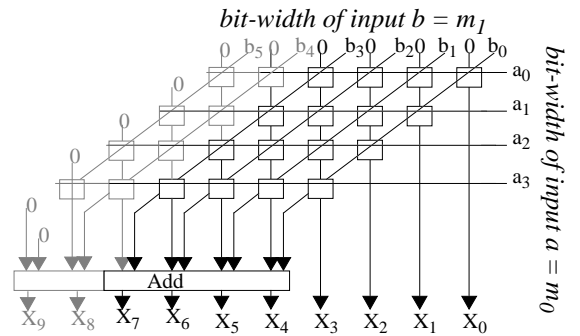 bit-width of input b = m1
0 b5 0 b4 0 b3 0 b2 0 b1 0 b0
a0
0
a1
0
a2
0
a3
0
0
bit-width of input a = m0
Add
X9 X8 X7 X6 X5 X4 X3 X2 X1 X0